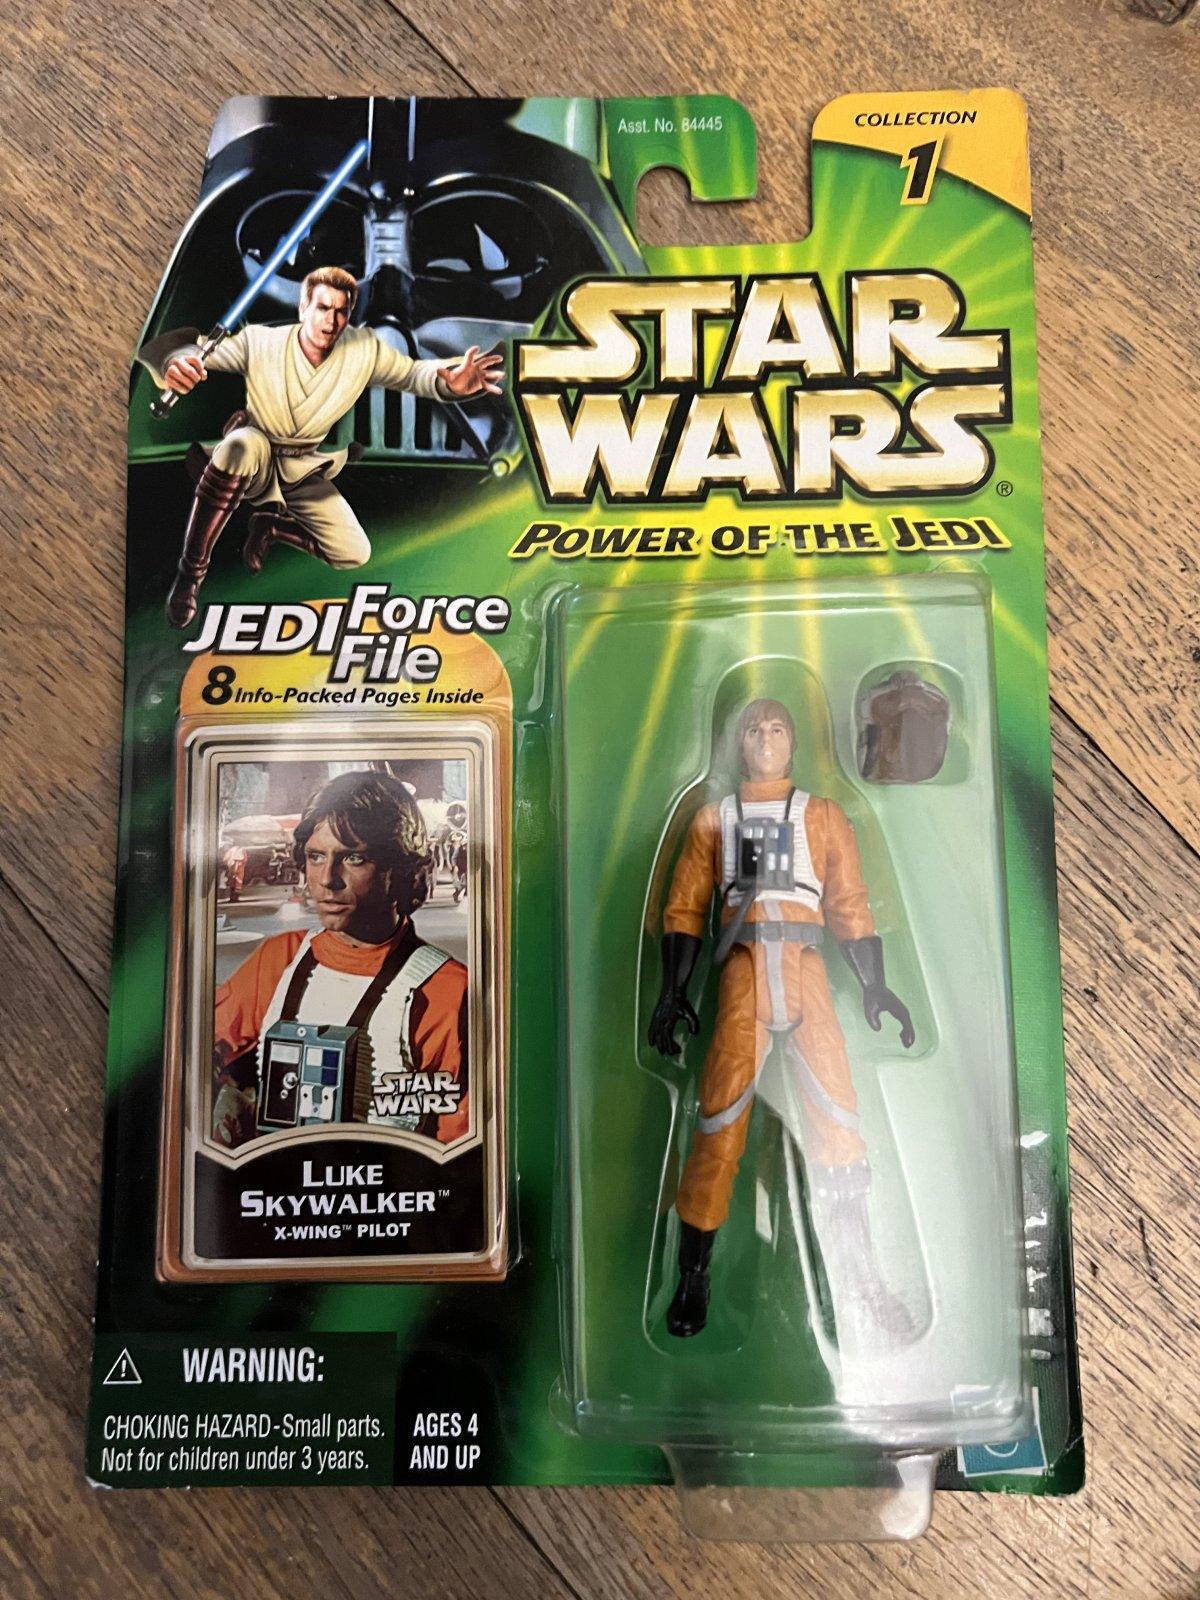 Asst. No. 84445
COLLECTION
1
STAR
WARS®
POWER OF THE JEDI
JEDI Force
File
8 Info-Packed Pages Inside
STAR
WARS
LUKE
SKYWALKER™
X-WING™ PILOT
⚠ WARNING:
CHOKING HAZARD-Small parts.
Not for children under 3 years.
AGES 4
AND UP